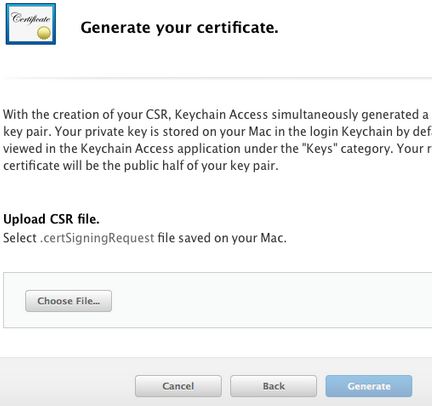 Certificate
Generate your certificate.
With the creation of your CSR, Keychain Access simultaneously generated a
key pair. Your private key is stored on your Mac in the login Keychain by def
viewed in the Keychain Access application under the "Keys" category. Your r
certificate will be the public half of your key pair.
Upload CSR file.
Select .certSigningRequest file saved on your Mac.
Choose File...
Cancel
Back
Generate